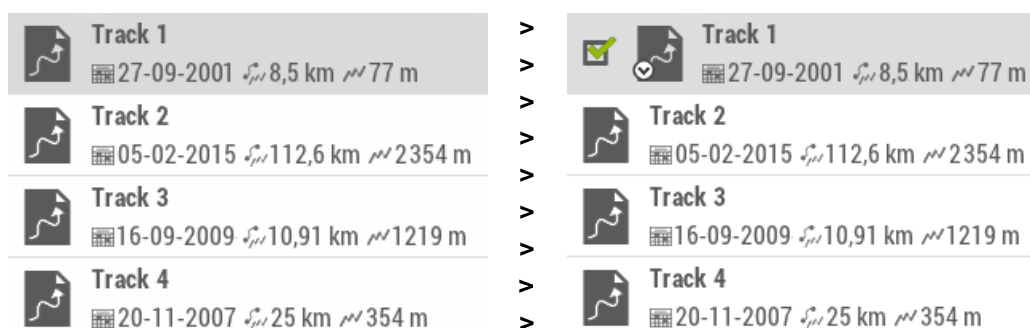 Track 1
27-09-2001 8,5 km 77 m
Track 2
05-02-2015 112,6 km 2354 m
Track 3
16-09-2009 10,91 km 1219 m
Track 4
20-11-2007 25 km 354 m
>
>
>
>
>
>
>
>
>
Track 1
27-09-2001 8,5 km 77 m
Track 2
05-02-2015 112,6 km 2354 m
Track 3
16-09-2009 10,91 km 1219 m
Track 4
20-11-2007 25 km 354 m